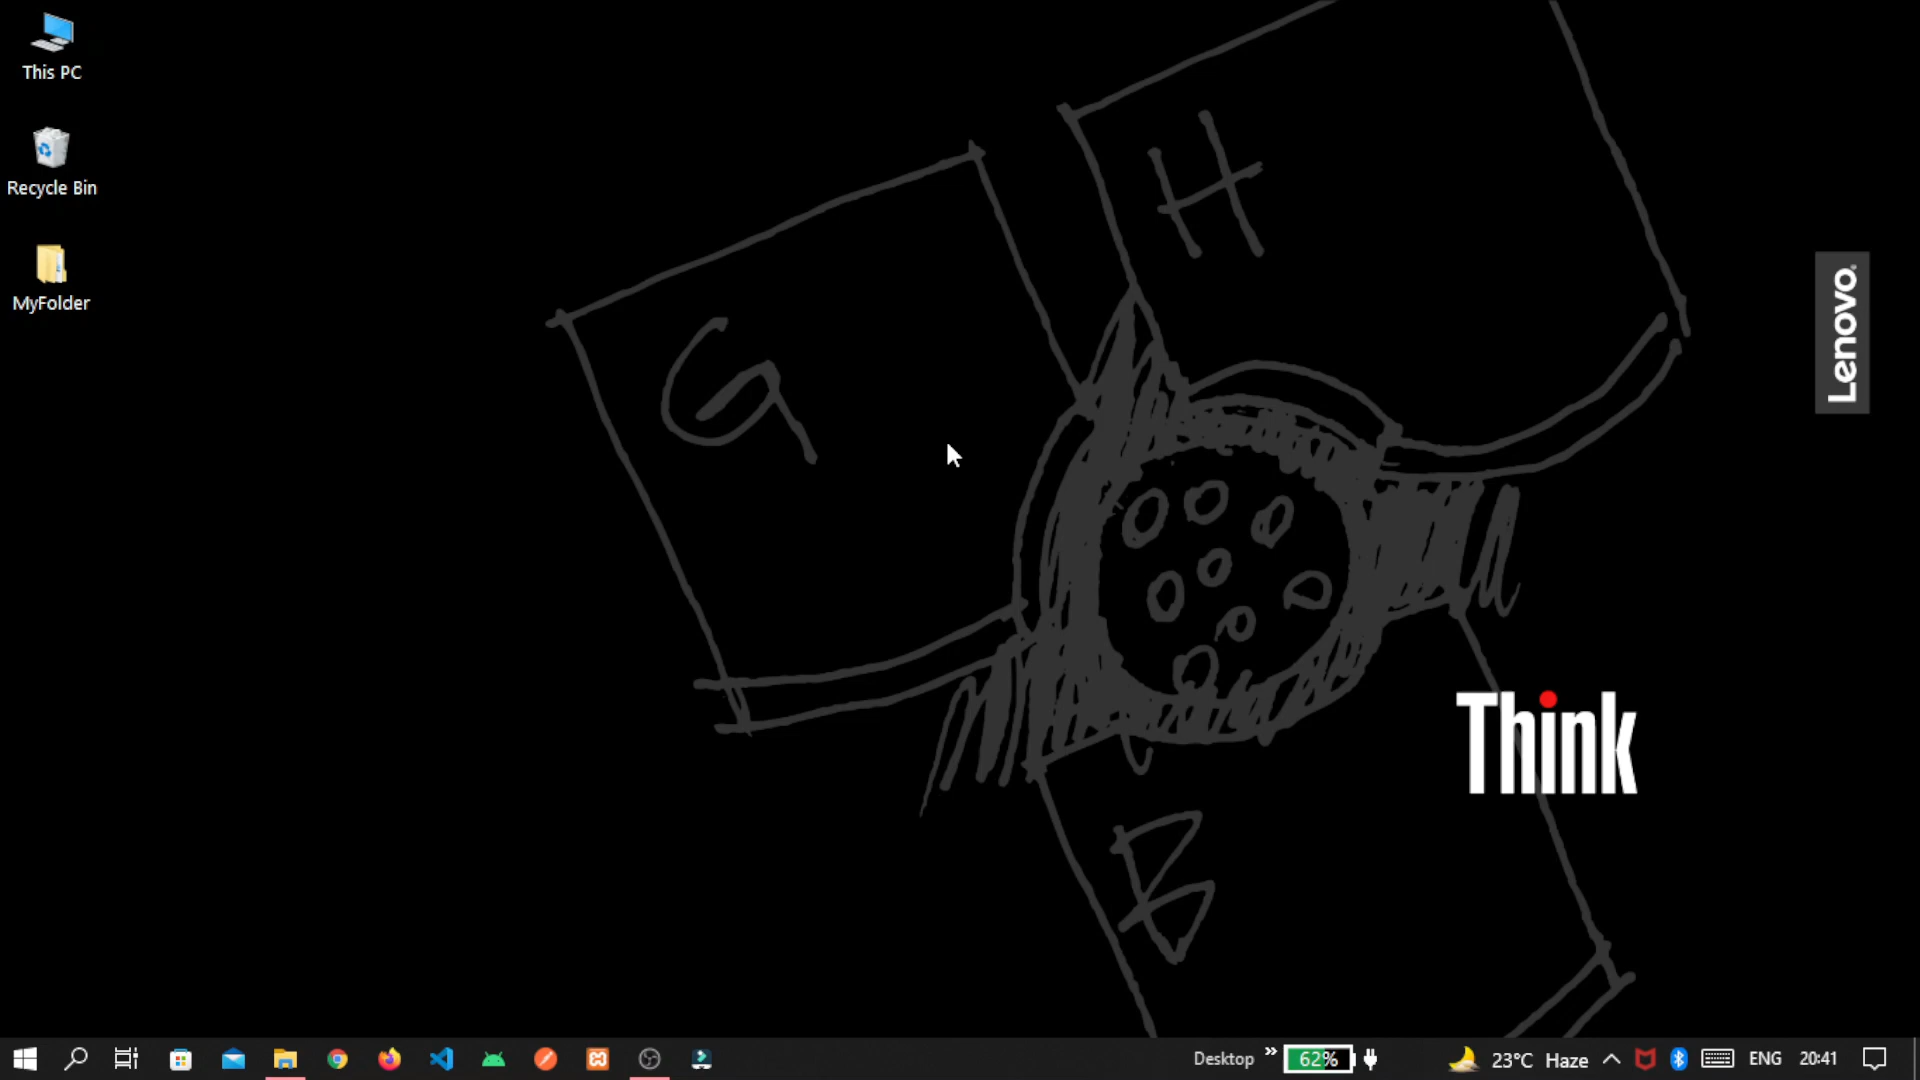 This PC
Recycle Bin
MyFolder
G
H
B
Lenovo
Think
Desktop
62%
23°C Haze
ENG
20:41